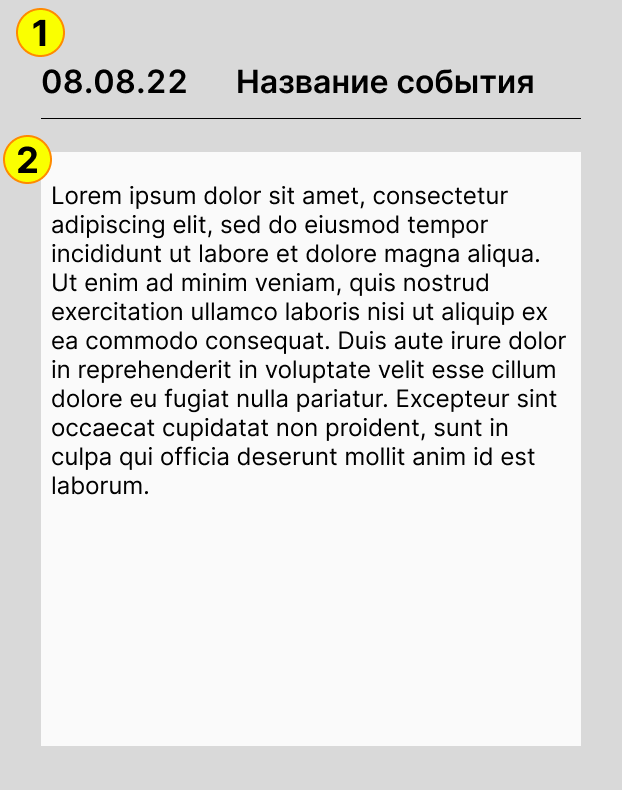 1
08.08.22 Название события
2
Lorem ipsum dolor sit amet, consectetur
adipiscing elit, sed do eiusmod tempor
incididunt ut labore et dolore magna aliqua.
Ut enim ad minim veniam, quis nostrud
exercitation ullamco laboris nisi ut aliquip ex
ea commodo consequat. Duis aute irure dolor
in reprehenderit in voluptate velit esse cillum
dolore eu fugiat nulla pariatur. Excepteur sint
occaecat cupidatat non proident, sunt in
culpa qui officia deserunt mollit anim id est
laborum.